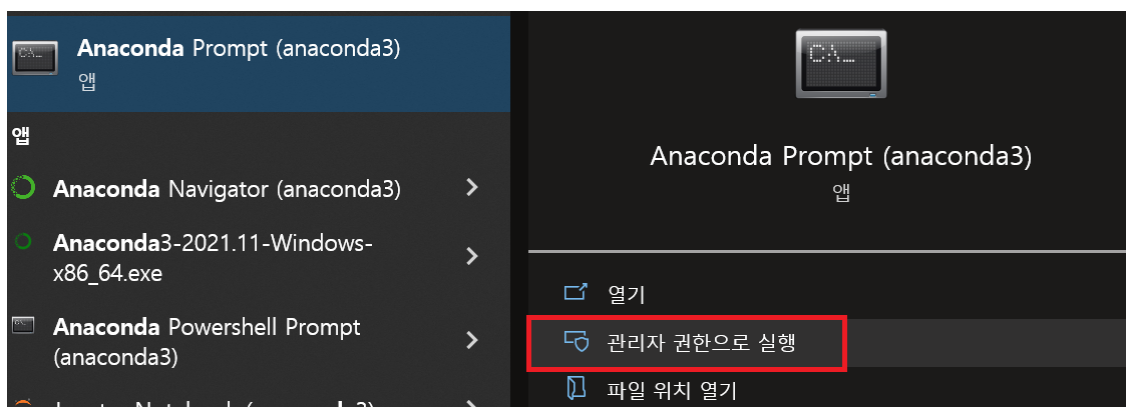 Anaconda Prompt (anaconda3)
앱
앱
Anaconda Navigator (anaconda3)
Anaconda3-2021.11-Windows-
x86_64.exe
Anaconda Powershell Prompt
(anaconda3)
Anaconda Prompt (anaconda3)
앱
열기
관리자 권한으로 실행
파일 위치 열기